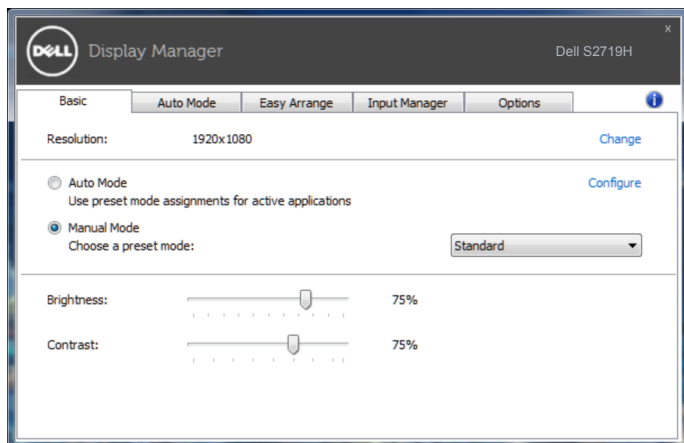 DELL Display Manager
Dell S2719H
x
Basic Auto Mode Easy Arrange Input Manager Options i
Resolution: 1920x1080 Change
Auto Mode Configure
Use preset mode assignments for active applications
Manual Mode
Choose a preset mode: Standard
Brightness: 75%
Contrast: 75%